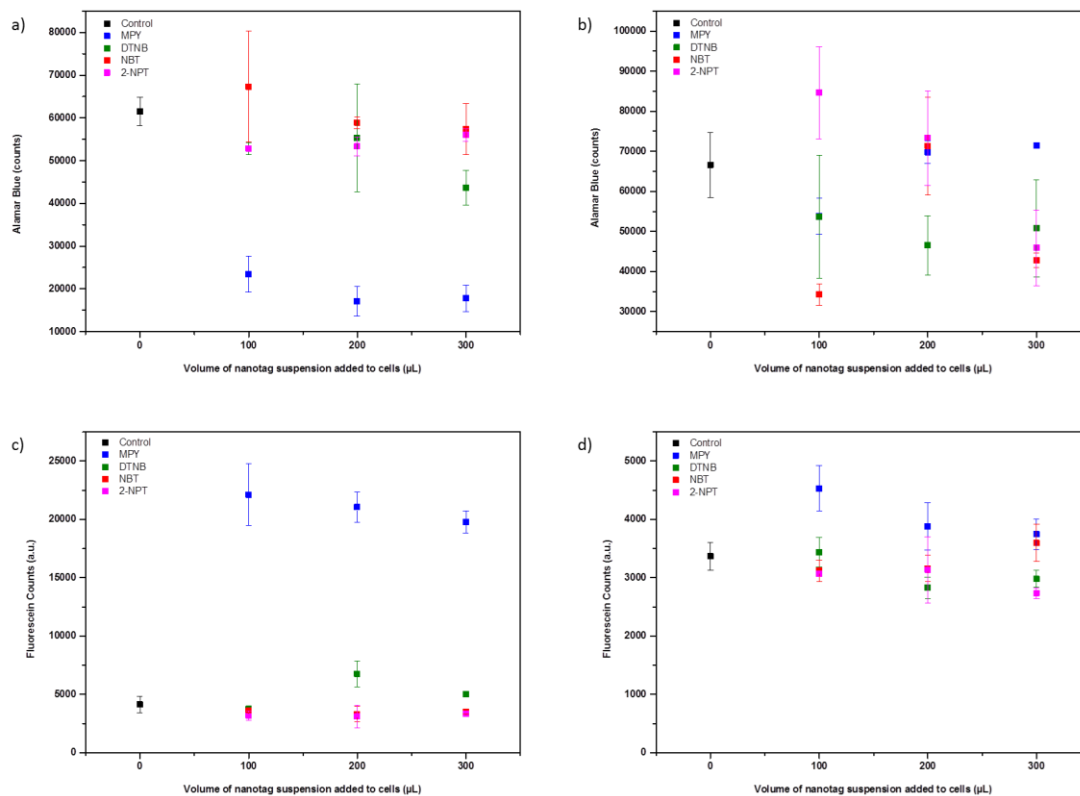 a)
Control
MPY
DTNB
NBT
2-NPT
80000
70000
60000
50000
40000
30000
20000
10000
Alamar Blue (counts)
0
100
200
300
Volume of nanotag suspension added to cells (µL)
b)
Control
MPY
DTNB
NBT
2-NPT
100000
90000
80000
70000
60000
50000
40000
30000
Alamar Blue (counts)
0
100
200
300
Volume of nanotag suspension added to cells (µL)
c)
Control
MPY
DTNB
NBT
2-NPT
25000
20000
15000
10000
5000
0
Fluorescein Counts (a.u.)
0
100
200
300
Volume of nanotag suspension added to cells (µL)
d)
Control
MPY
DTNB
NBT
2-NPT
5000
4000
3000
2000
1000
0
Fluorescein Counts (a.u.)
0
100
200
300
Volume of nanotag suspension added to cells (µL)